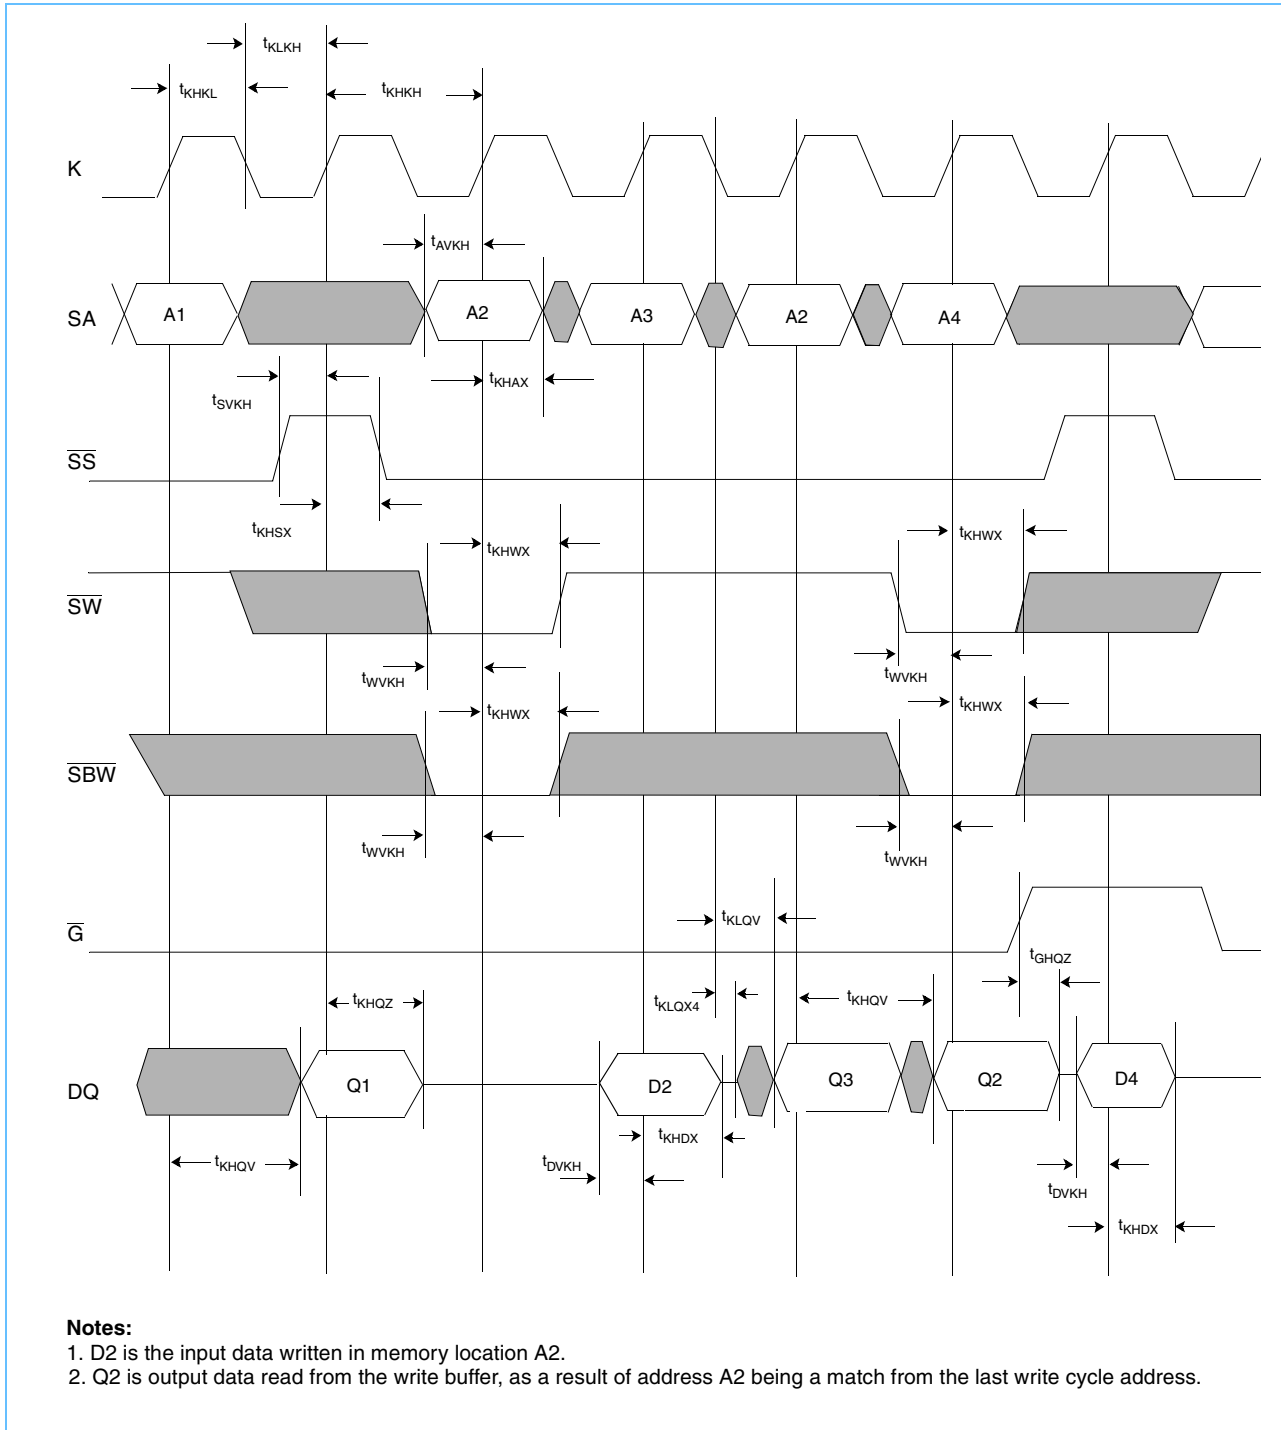 tKLKH
tKHKL
tKHKH
K
tAVKH
SA
A1
A2
A3
A2
A4
tKHAX
tSVKH
SS
tKHSX
tKHWX
tKHWX
SW
tWVKH
tWVKH
tKHWX
tKHWX
SBW
tWVKH
tWVKH
tKLQV
G
tGHQZ
tKHQZ
tKLQX4
tKHQV
DQ
Q1
D2
Q3
Q2
D4
tKHDX
tKHQV
tDVKH
tDVKH
tKHDX
Notes:
1. D2 is the input data written in memory location A2.
2. Q2 is output data read from the write buffer, as a result of address A2 being a match from the last write cycle address.